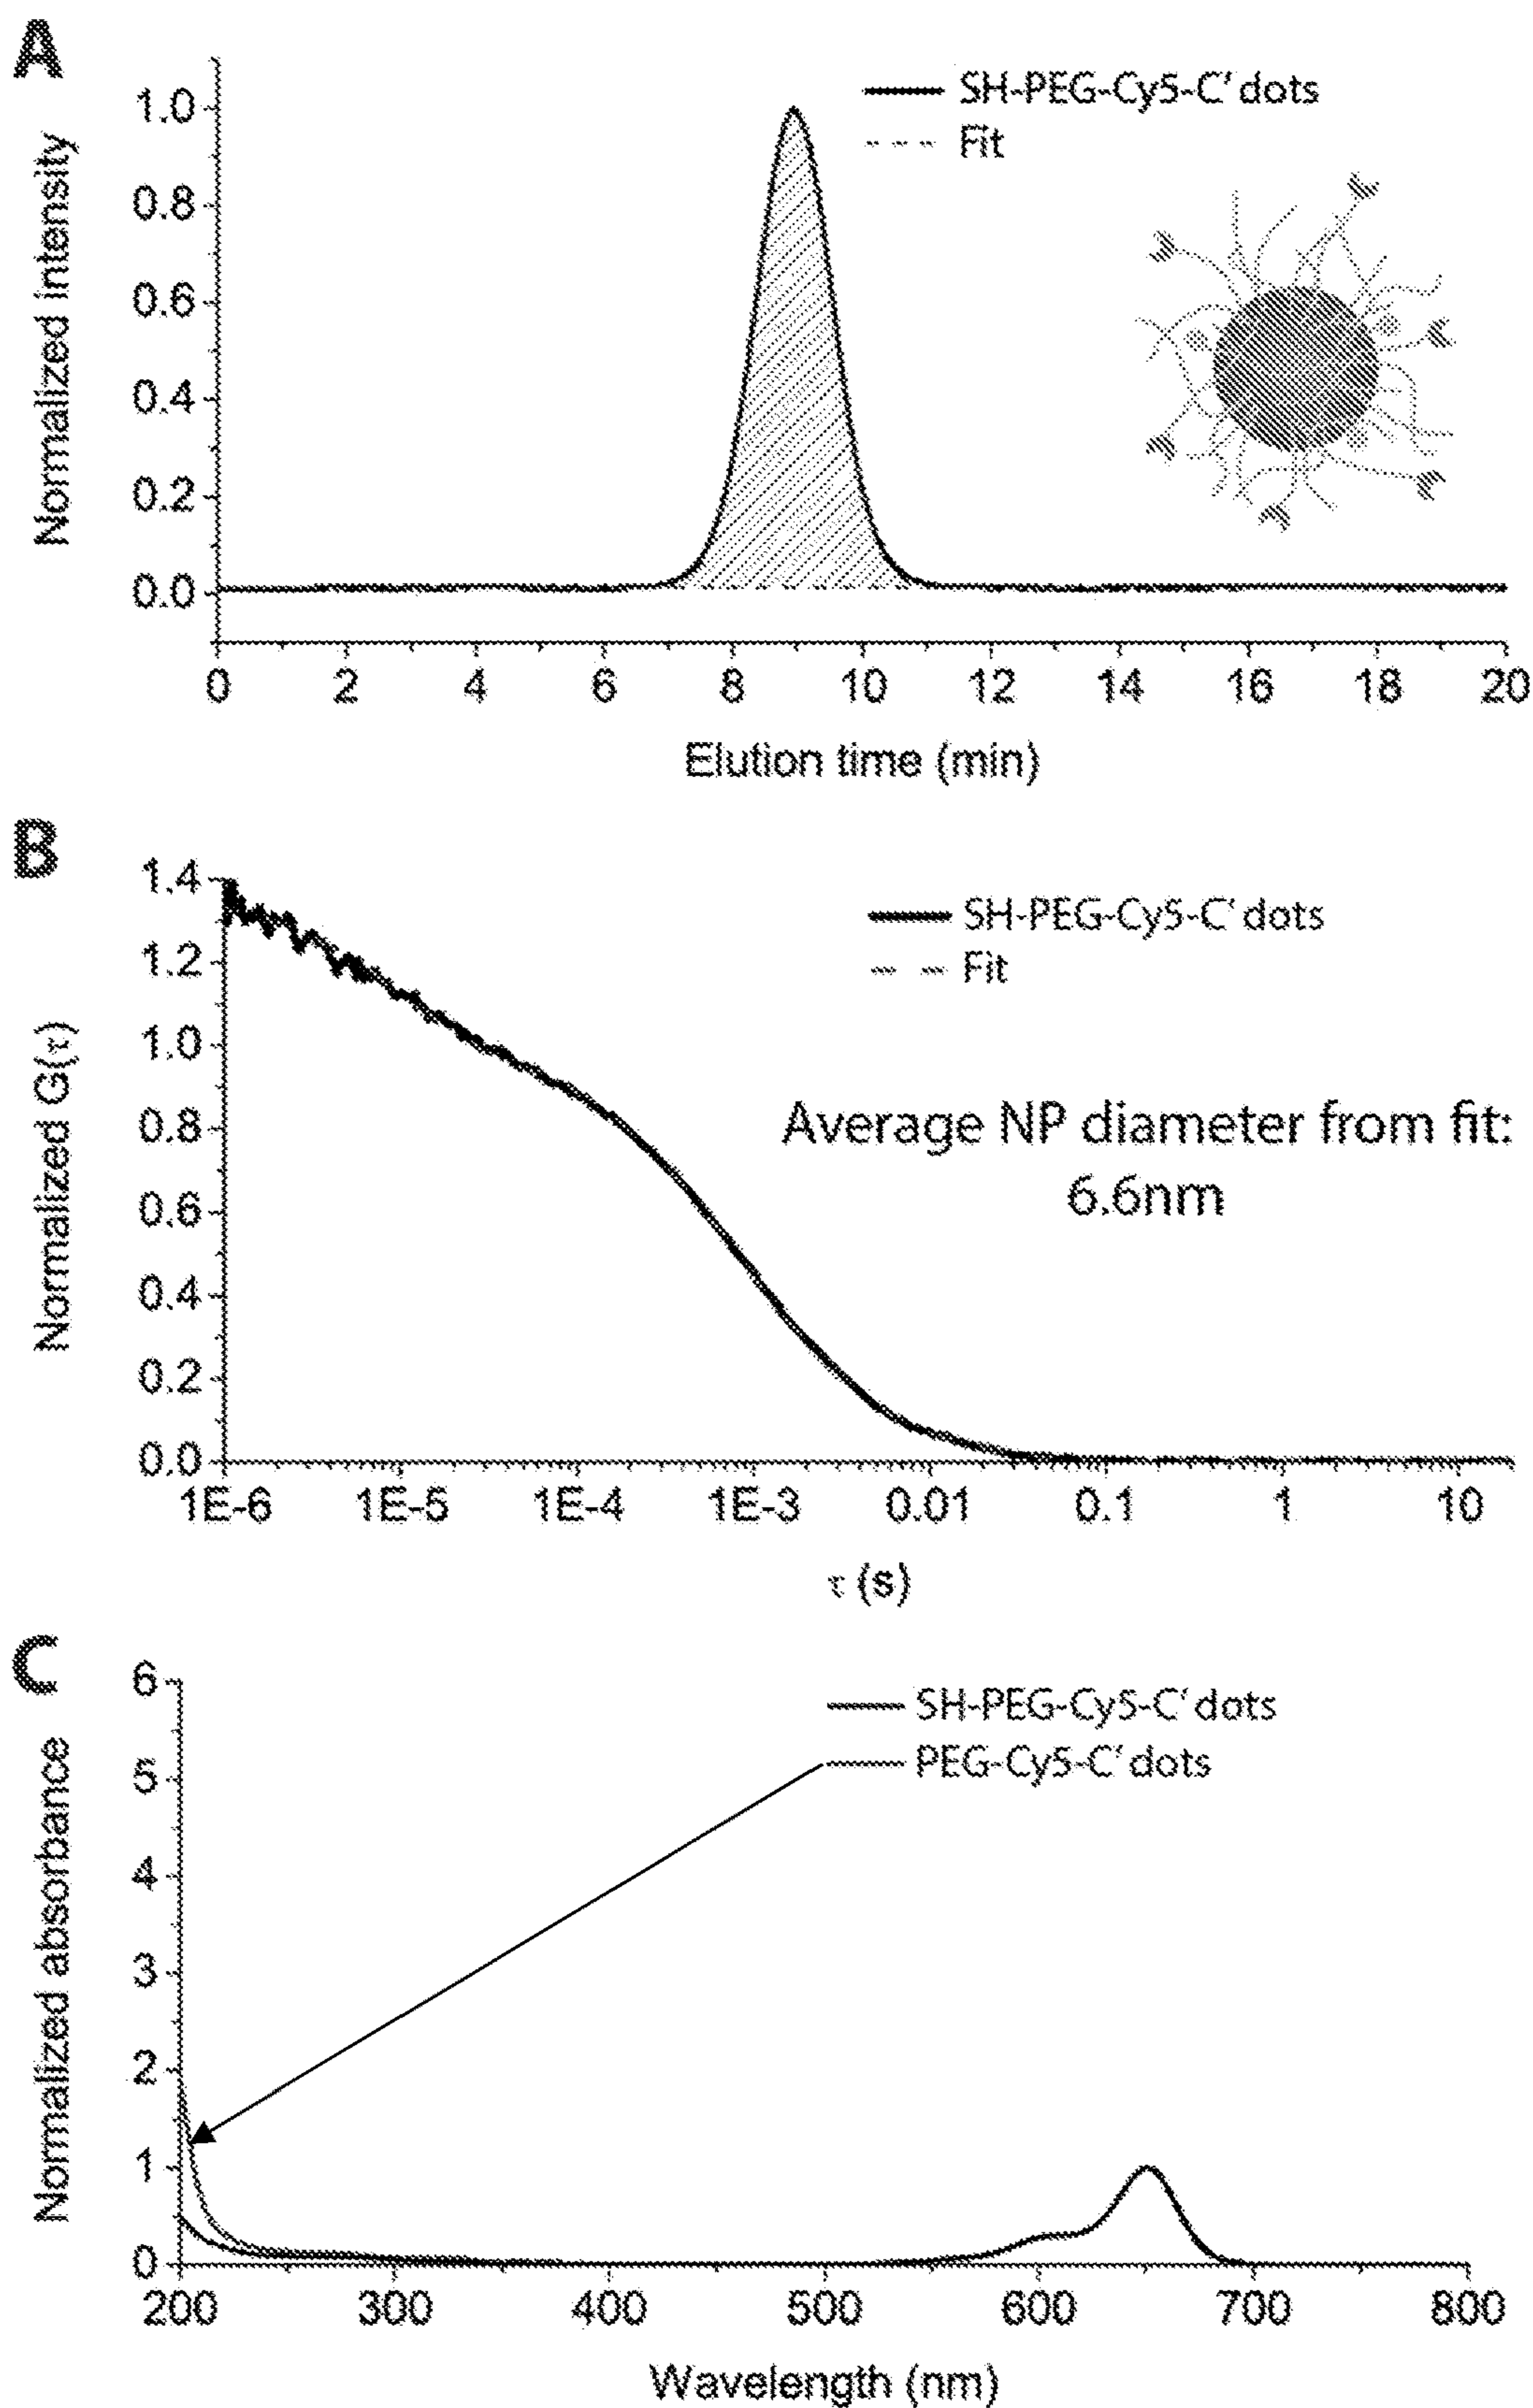 A
Normalized intensity
1.0
0.8
0.6
0.4
0.2
0.0
SH-PEG-Cy5-C' dots
Fit
0 2 4 6 8 10 12 14 16 18 20
Elution time (min)
B
Normalized G(τ)
1.4
1.2
1.0
0.8
0.6
0.4
0.2
0.0
SH-PEG-Cy5-C' dots
Fit
Average NP diameter from fit:
6.6nm
1E-6 1E-5 1E-4 1E-3 0.01 0.1 1 10
τ (s)
C
Normalized absorbance
6
5
4
3
2
1
0
SH-PEG-Cy5-C' dots
PEG-Cy5-C' dots
200 300 400 500 600 700 800
Wavelength (nm)